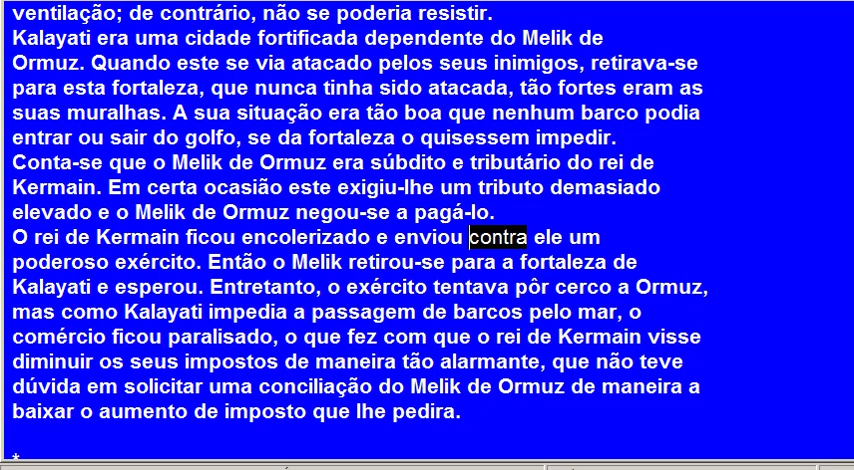 ventilação; de contrário, não se poderia resistir.
Kalayati era uma cidade fortificada dependente do Melik de
Ormuz. Quando este se via atacado pelos seus inimigos, retirava-se
para esta fortaleza, que nunca tinha sido atacada, tão fortes eram as
suas muralhas. A sua situação era tão boa que nenhum barco podia
entrar ou sair do golfo, se da fortaleza o quisessem impedir.
Conta-se que o Melik de Ormuz era súbdito e tributário do rei de
Kermain. Em certa ocasião este exigiu-lhe um tributo demasiado
elevado e o Melik de Ormuz negou-se a pagá-lo.
O rei de Kermain ficou encolerizado e enviou contra ele um
poderoso exército. Então o Melik retirou-se para a fortaleza de
Kalayati e esperou. Entretanto, o exército tentava pôr cerco a Ormuz,
mas como Kalayati impedia a passagem de barcos pelo mar, o
comércio ficou paralisado, o que fez com que o rei de Kermain visse
diminuir os seus impostos de maneira tão alarmante, que não teve
dúvida em solicitar uma conciliação do Melik de Ormuz de maneira a
baixar o aumento de imposto que lhe pedira.
*